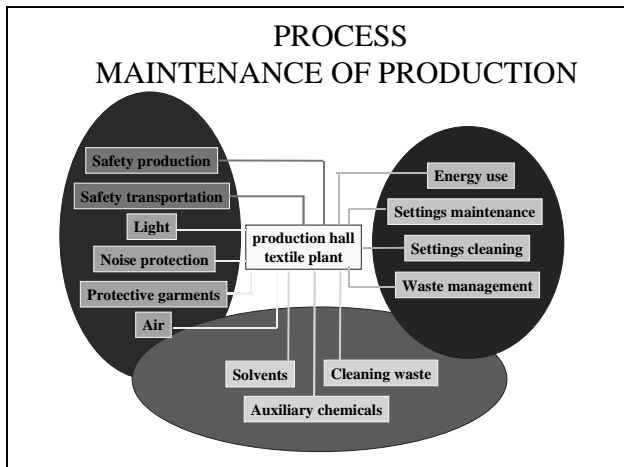 PROCESS
MAINTENANCE OF PRODUCTION
Safety production
Safety transportation
Light
Noise protection
Protective garments
Air
production hall
textile plant
Energy use
Settings maintenance
Settings cleaning
Waste management
Solvents
Cleaning waste
Auxiliary chemicals